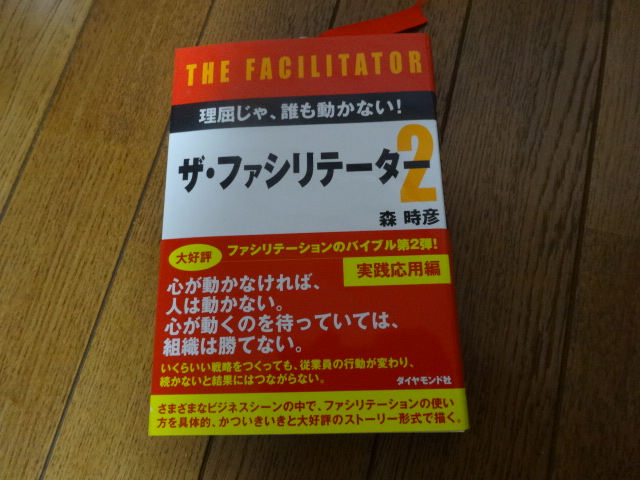 THE FACILITATOR
理屈じゃ、誰も動かない!
ザ・ファシリテーター2
森 時彦
大好評
ファシリテーションのバイブル第2弾!
実践応用編
心が動かなければ、
人は動かない。
心が動くのを待っていては、
組織は勝てない。
いくらいい戦略をつくっても、従業員の行動が変わり、
続かないと結果にはつながらない。
ダイヤモンド社
さまざまなビジネスシーンの中で、ファシリテーションの使い
方を具体的、かついきいきと大好評のストーリー形式で描く。